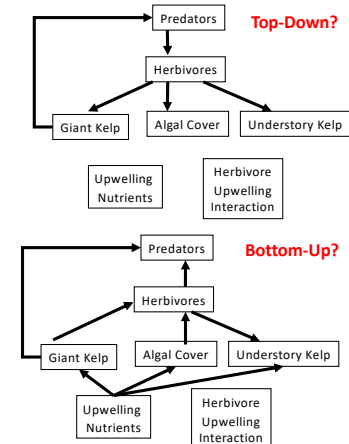 Predators
Top-Down?
Herbivores
Giant Kelp
Algal Cover
Understory Kelp
Upwelling
Nutrients
Herbivore
Upwelling
Interaction
Predators
Bottom-Up?
Herbivores
Giant Kelp
Algal Cover
Understory Kelp
Upwelling
Nutrients
Herbivore
Upwelling
Interaction